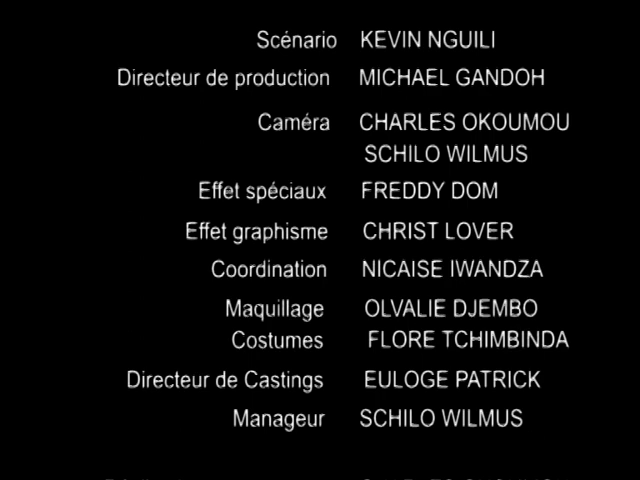 Scénario KEVIN NGUILI
Directeur de production MICHAEL GANDOH
Caméra CHARLES OKOUMOU
SCHILO WILMUS
Effet spéciaux FREDDY DOM
Effet graphisme CHRIST LOVER
Coordination NICAISE IWANDZA
Maquillage OLVALIE DJEMBO
Costumes FLORE TCHIMBINDA
Directeur de Castings EULOGE PATRICK
Manageur SCHILO WILMUS